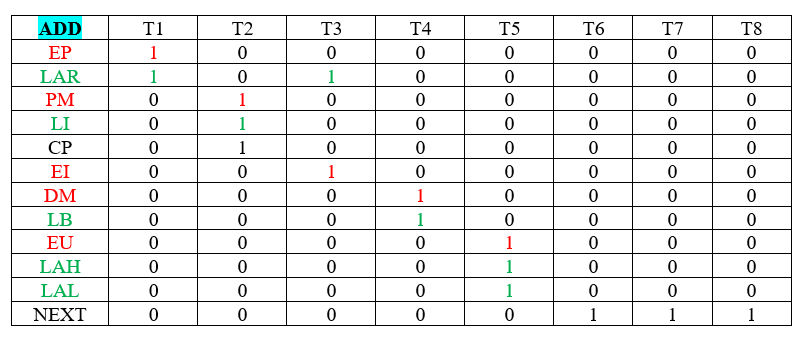 ADD T1 T2 T3 T4 T5 T6 T7 T8
EP 1 0 0 0 0 0 0 0
LAR 1 0 1 0 0 0 0 0
PM 0 1 0 0 0 0 0 0
LI 0 1 0 0 0 0 0 0
CP 0 1 0 0 0 0 0 0
EI 0 0 1 0 0 0 0 0
DM 0 0 0 1 0 0 0 0
LB 0 0 0 1 0 0 0 0
EU 0 0 0 0 1 0 0 0
LAH 0 0 0 0 1 0 0 0
LAL 0 0 0 0 1 0 0 0
NEXT 0 0 0 0 0 1 1 1